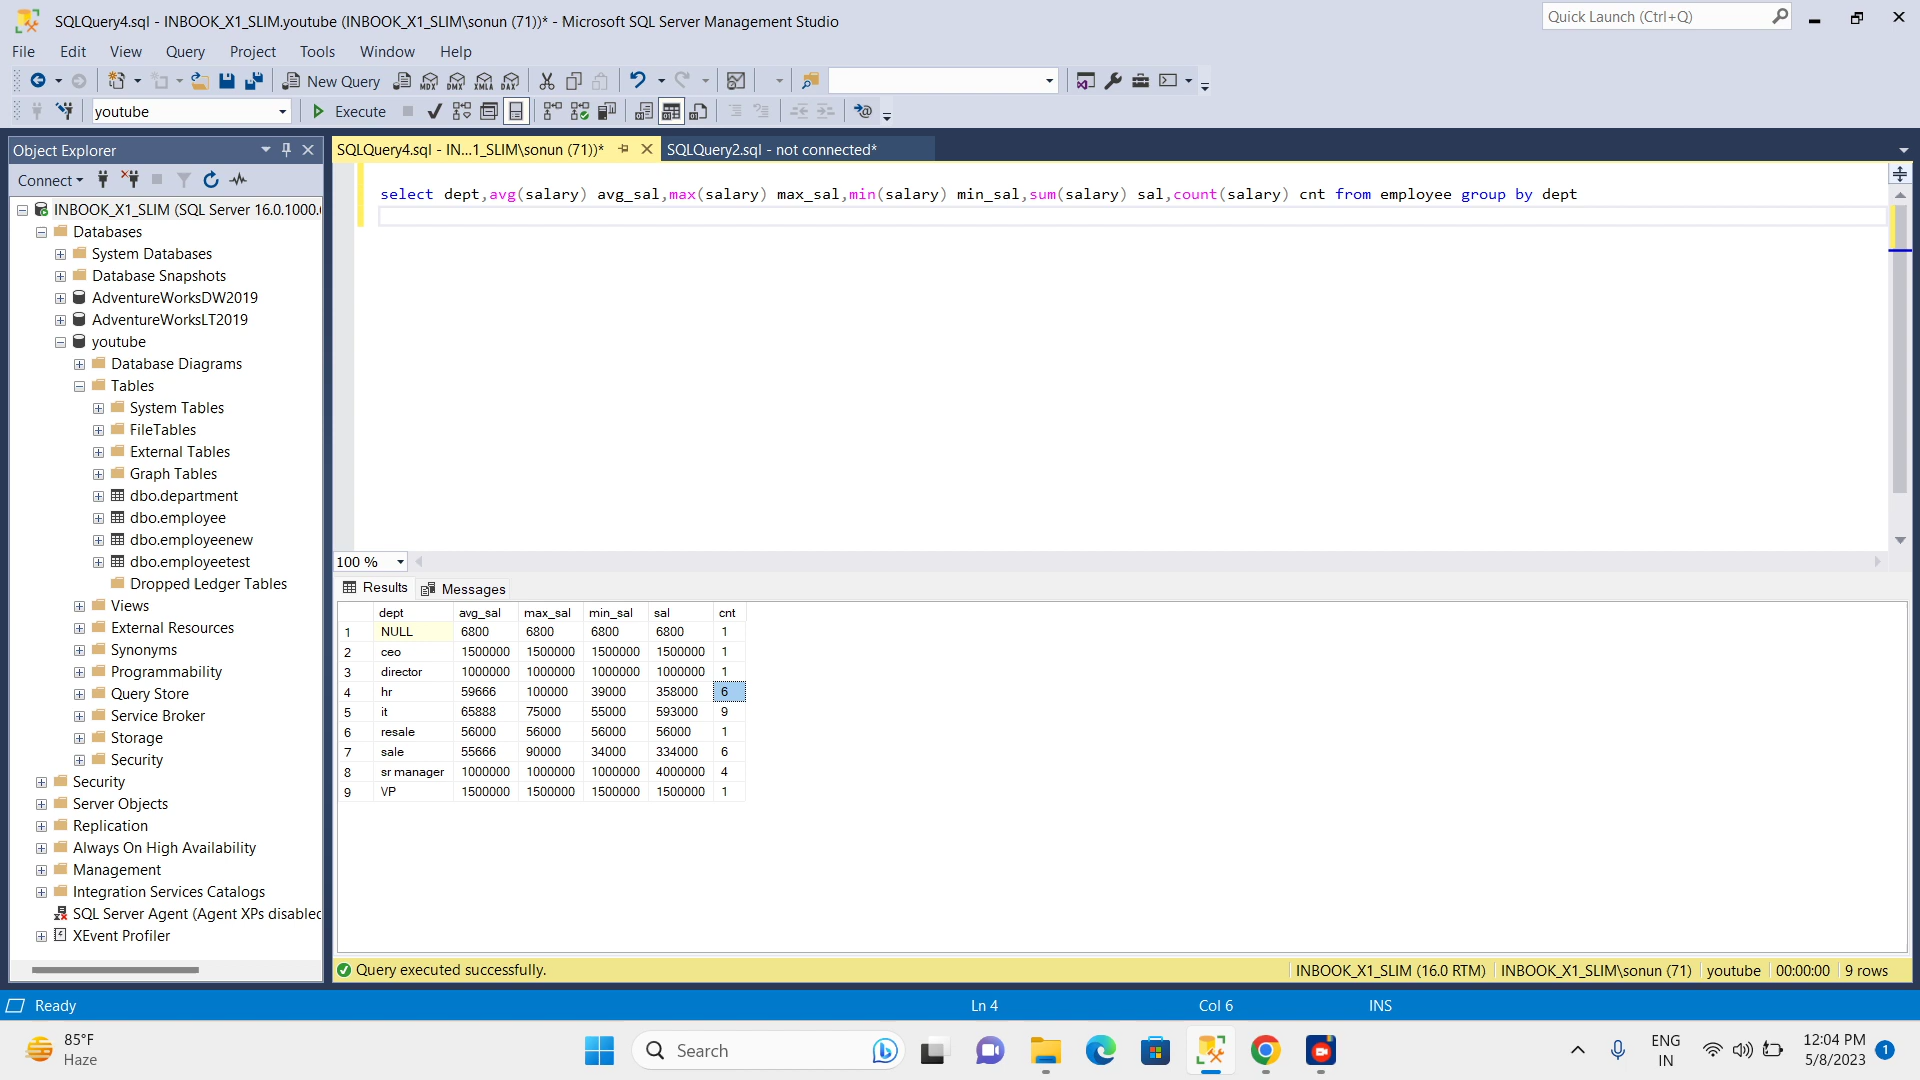 SQLQuery4.sql - INBOOK_X1_SLIM.youtube (INBOOK_X1_SLIM\sonun (71))* - Microsoft SQL Server Management Studio
Quick Launch (Ctrl+Q)
File Edit View Query Project Tools Window Help
New Query MDX DMX XMLA DAX
youtube Execute
Object Explorer
SQLQuery4.sql - IN...1_SLIM\sonun (71))* SQLQuery2.sql - not connected*
Connect
select dept,avg(salary) avg_sal,max(salary) max_sal,min(salary) min_sal,sum(salary) sal,count(salary) cnt from employee group by dept
INBOOK_X1_SLIM (SQL Server 16.0.1000.
Databases
System Databases
Database Snapshots
AdventureWorksDW2019
AdventureWorksLT2019
youtube
Database Diagrams
Tables
System Tables
FileTables
External Tables
Graph Tables
dbo.department
dbo.employee
dbo.employeenew
dbo.employeetest
Dropped Ledger Tables
Views
External Resources
Synonyms
Programmability
Query Store
Service Broker
Storage
Security
Security
Server Objects
Replication
Always On High Availability
Management
Integration Services Catalogs
SQL Server Agent (Agent XPs disabled
XEvent Profiler
100 %
Results Messages
dept avg_sal max_sal min_sal sal cnt
1 NULL 6800 6800 6800 6800 1
2 ceo 1500000 1500000 1500000 1500000 1
3 director 1000000 1000000 1000000 1000000 1
4 hr 59666 100000 39000 358000 6
5 it 65888 75000 55000 593000 9
6 resale 56000 56000 56000 56000 1
7 sale 55666 90000 34000 334000 6
8 sr manager 1000000 1000000 1000000 4000000 4
9 VP 1500000 1500000 1500000 1500000 1
Query executed successfully. INBOOK_X1_SLIM (16.0 RTM) INBOOK_X1_SLIM\sonun (71) youtube 00:00:00 9 rows
Ready Ln 4 Col 6 INS
85°F
Haze
Search
ENG
IN
12:04 PM
5/8/2023
1